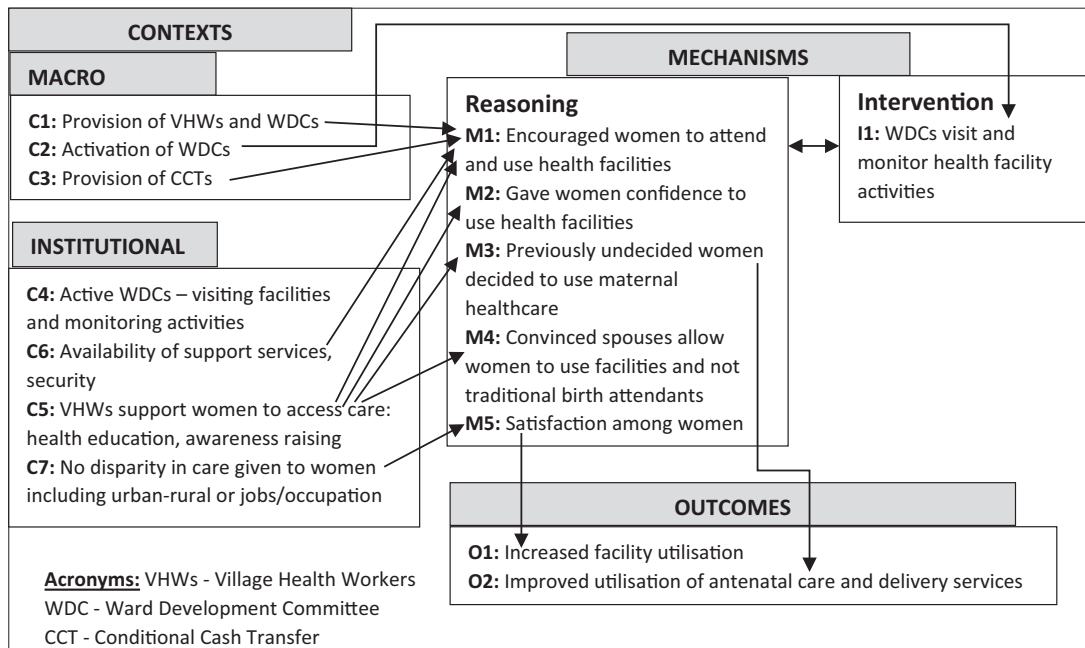 CONTEXTS
MACRO
C1: Provision of VHWs and WDCs
C2: Activation of WDCs
C3: Provision of CCTs
INSTITUTIONAL
C4: Active WDCs – visiting facilities
and monitoring activities
C6: Availability of support services,
security
C5: VHWs support women to access care:
health education, awareness raising
C7: No disparity in care given to women
including urban-rural or jobs/occupation
MECHANISMS
Reasoning
M1: Encouraged women to attend
and use health facilities
M2: Gave women confidence to
use health facilities
M3: Previously undecided women
decided to use maternal
healthcare
M4: Convinced spouses allow
women to use facilities and not
traditional birth attendants
M5: Satisfaction among women
Intervention
I1: WDCs visit and
monitor health facility
activities
OUTCOMES
O1: Increased facility utilisation
O2: Improved utilisation of antenatal care and delivery services
Acronyms: VHWs - Village Health Workers
WDC - Ward Development Committee
CCT - Conditional Cash Transfer